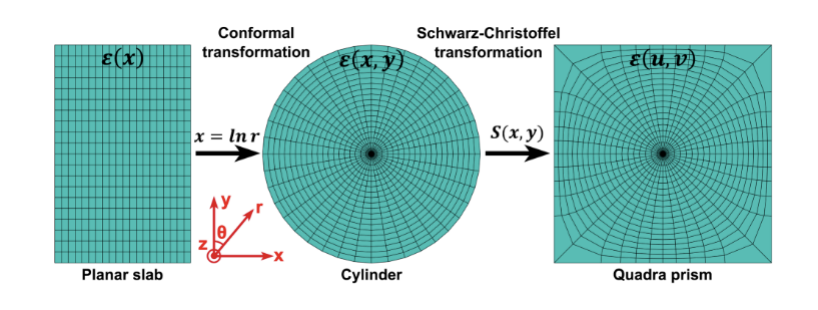 Conformal
transformation
Schwarz-Christoffel
transformation
ε(x)
ε(x, y)
ε(u, v)
x = ln r
S(x, y)
y
r
θ
z
x
Planar slab
Cylinder
Quadra prism